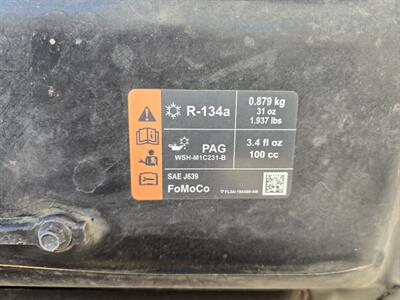 R-134a
0.879 kg
31 oz
1.937 lbs
PAG
WSH-M1C231-B
3.4 fl oz
100 cc
SAE J639
FoMoCo